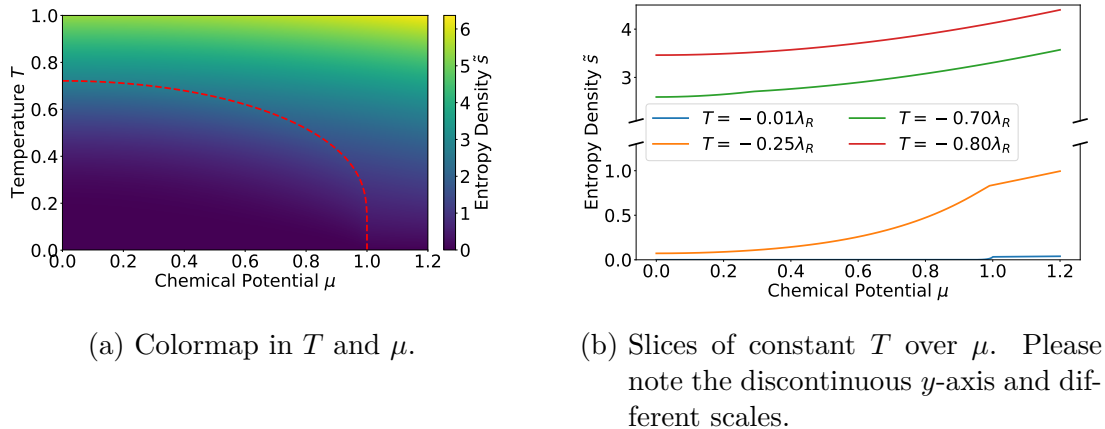 1.0
0.8
0.6
0.4
0.2
0.0
Temperature T
0.0 0.2 0.4 0.6 0.8 1.0 1.2
Chemical Potential μ
6
5
4
3
2
1
0
Entropy Density s̃
4
3
1.0
0.5
0.0
Entropy Density s̃
T = − 0.01λ_R T = − 0.70λ_R
T = − 0.25λ_R T = − 0.80λ_R
0.0 0.2 0.4 0.6 0.8 1.0 1.2
Chemical Potential μ
(a) Colormap in T and μ.
(b) Slices of constant T over μ. Please
note the discontinuous y-axis and dif-
ferent scales.